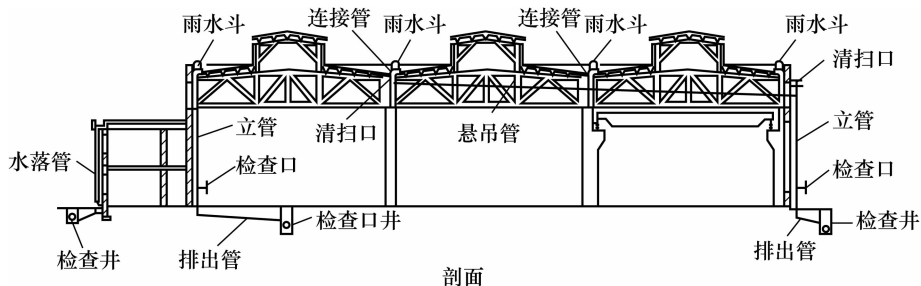 雨水斗
连接管
雨水斗
连接管
雨水斗
雨水斗
清扫口
清扫口
悬吊管
立管
立管
水落管
检查口
检查口
检查口井
检查井
检查井
排出管
排出管
剖面